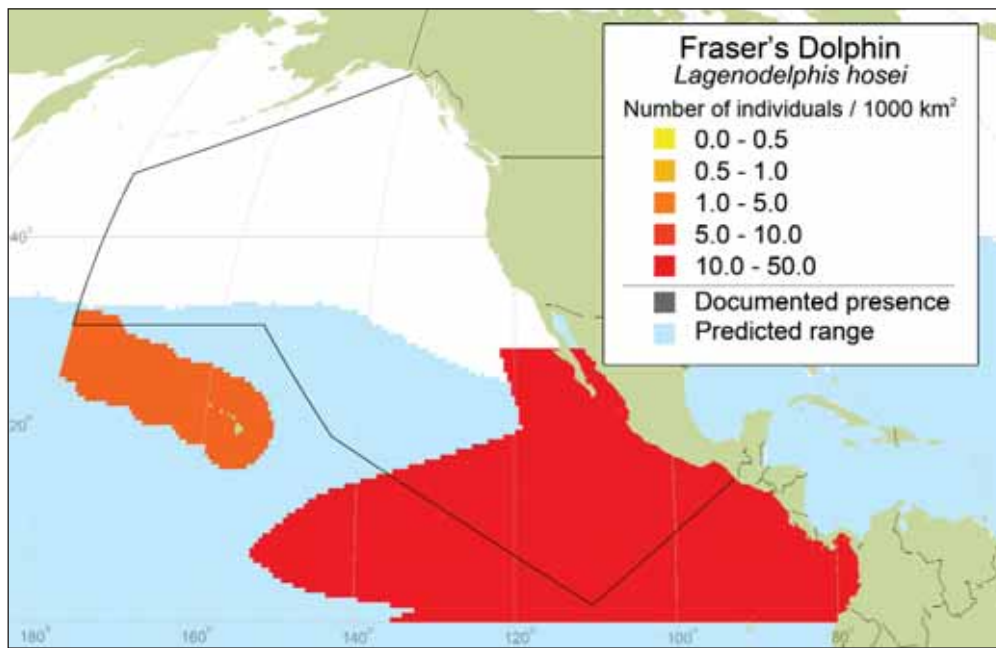 Fraser's Dolphin
Lagenodelphis hosei
Number of individuals / 1000 km²
0.0 - 0.5
0.5 - 1.0
1.0 - 5.0
5.0 - 10.0
10.0 - 50.0
Documented presence
Predicted range
40°
20°
180° 160° 140° 120° 100° 80°